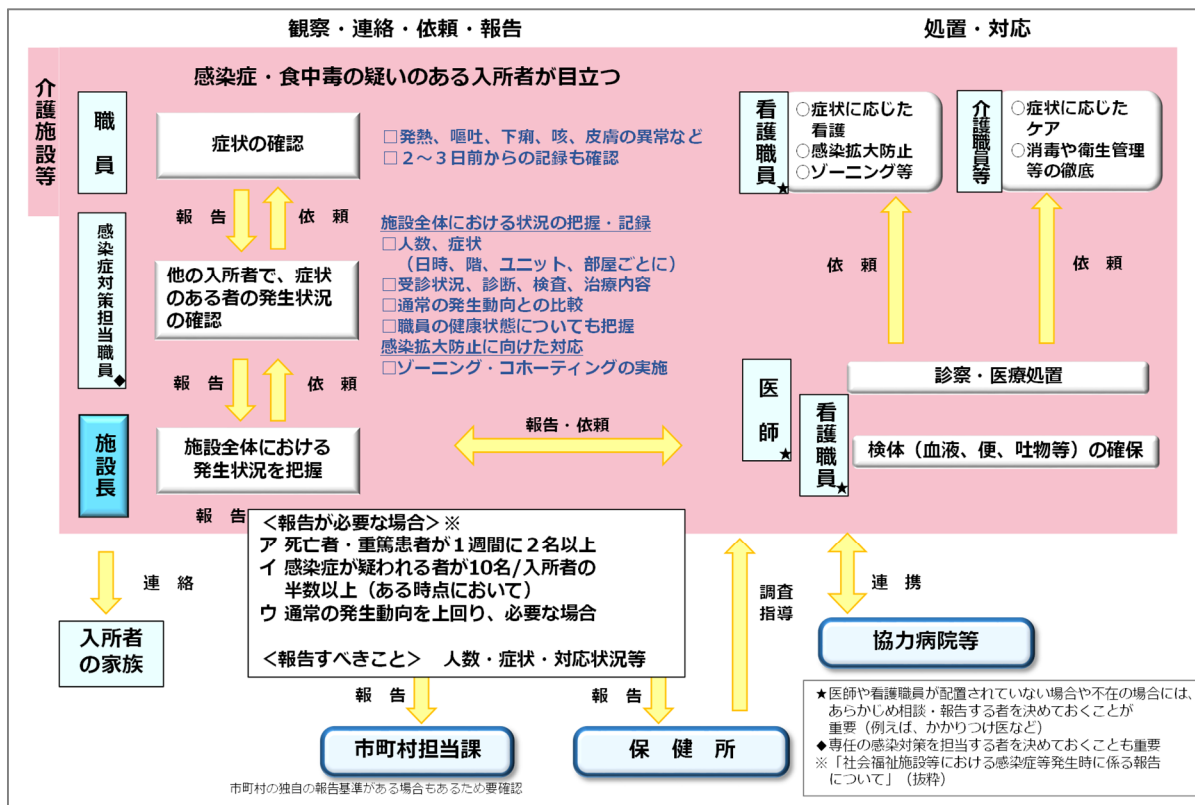 観察・連絡・依頼・報告
処置・対応
介護施設等
感染症・食中毒の疑いのある入所者が目立つ
職員
症状の確認
□発熱、嘔吐、下痢、咳、皮膚の異常など
□２～３日前からの記録も確認
報告
依頼
感染症対策担当職員◆
他の入所者で、症状
のある者の発生状況
の確認
施設全体における状況の把握・記録
□人数、症状
（日時、階、ユニット、部屋ごとに）
□受診状況、診断、検査、治療内容
□通常の発生動向との比較
□職員の健康状態についても把握
感染拡大防止に向けた対応
□ゾーニング・コホーティングの実施
報告
依頼
施設長
施設全体における
発生状況を把握
報告・依頼
看護職員★
○症状に応じた
看護
○感染拡大防止
○ゾーニング等
介護職員等
○症状に応じた
ケア
○消毒や衛生管理
等の徹底
依頼
依頼
医師★
看護職員★
診察・医療処置
検体（血液、便、吐物等）の確保
報告
＜報告が必要な場合＞※
ア 死亡者・重篤患者が１週間に２名以上
イ 感染症が疑われる者が10名/入所者の
半数以上（ある時点において）
ウ 通常の発生動向を上回り、必要な場合
＜報告すべきこと＞ 人数・症状・対応状況等
連絡
入所者
の家族
報告
報告
調査
指導
連携
協力病院等
市町村担当課
保健所
市町村の独自の報告基準がある場合もあるため要確認
★医師や看護職員が配置されていない場合や不在の場合には、
あらかじめ相談・報告する者を決めておくことが
重要（例えば、かかりつけ医など）
◆専任の感染対策を担当する者を決めておくことも重要
※「社会福祉施設等における感染症等発生時に係る報告
について」（抜粋）